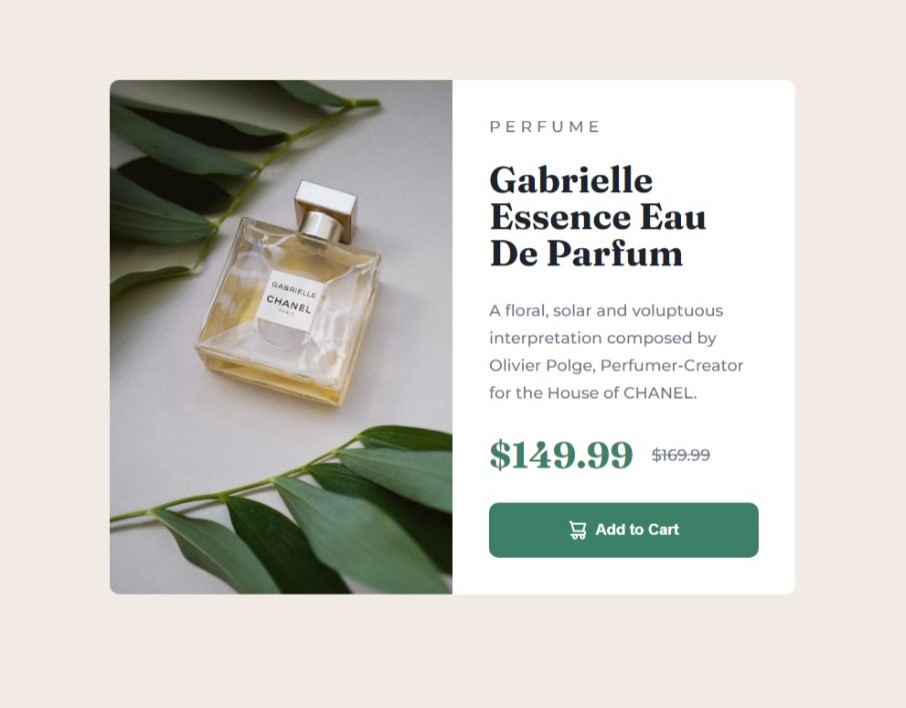 GABRIELLE
CHANEL
PARIS
PERFUME
Gabrielle
Essence Eau
De Parfum
A floral, solar and voluptuous
interpretation composed by
Olivier Polge, Perfumer-Creator
for the House of CHANEL.
$149.99 $169.99
Add to Cart